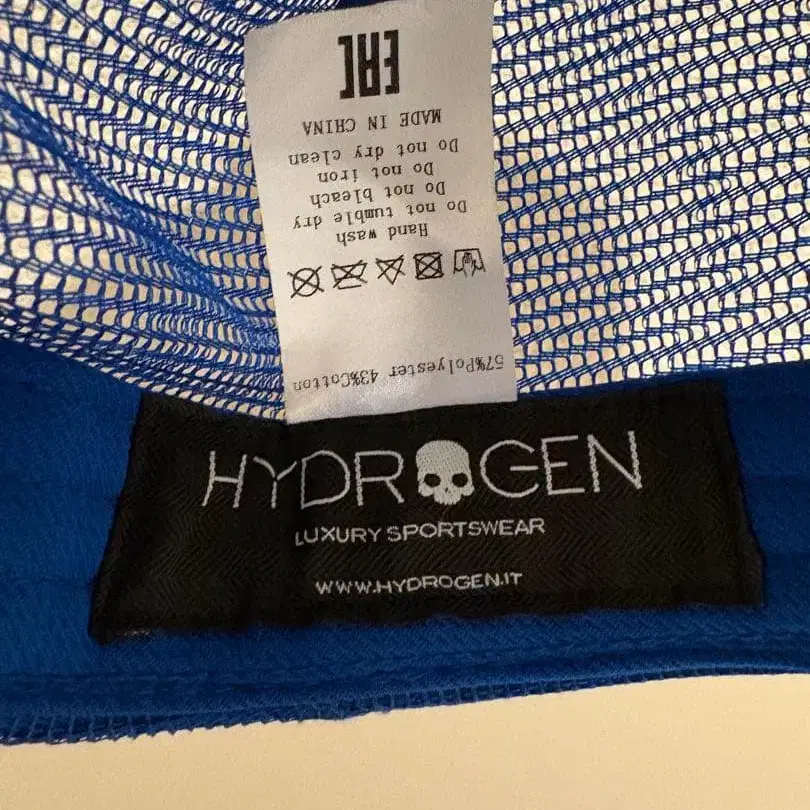 57%Polyester 43%Cotton
Hand wash
Do not tumble dry
Do not bleach
Do not iron
Do not dry clean
MADE IN CHINA
EAC
HYDROGEN
LUXURY SPORTSWEAR
WWW.HYDROGEN.IT